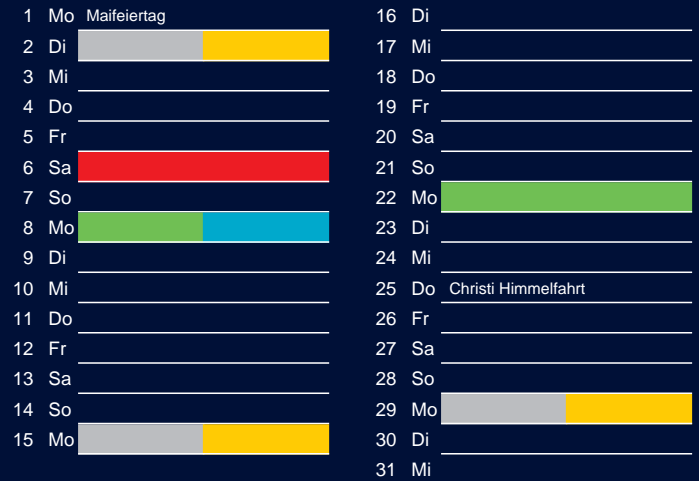 1 Mo Maifeiertag
2 Di
3 Mi
4 Do
5 Fr
6 Sa
7 So
8 Mo
9 Di
10 Mi
11 Do
12 Fr
13 Sa
14 So
15 Mo
16 Di
17 Mi
18 Do
19 Fr
20 Sa
21 So
22 Mo
23 Di
24 Mi
25 Do Christi Himmelfahrt
26 Fr
27 Sa
28 So
29 Mo
30 Di
31 Mi